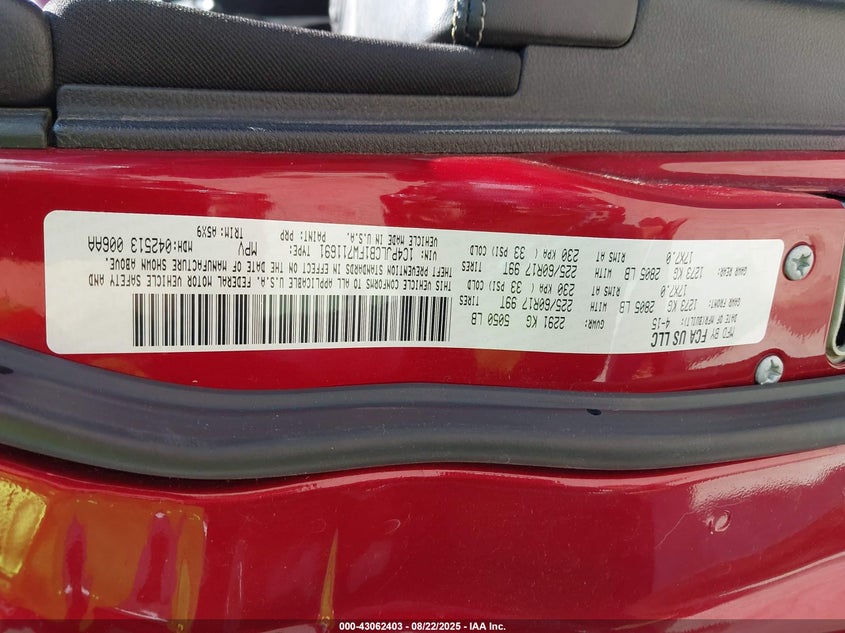 MFD BY FCA US LLC
DATE OF MFR(BUILT): 4-15 GVWR: 2291 KG 5050 LB
GAWR FRONT: 1273 KG 2805 LB WITH 225/60R17 99T TIRES
17X7.0 RIMS AT 230 KPA ( 33 PSI) COLD
GAWR REAR: 1273 KG 2805 LB WITH 225/60R17 99T TIRES
17X7.0 RIMS AT 230 KPA ( 33 PSI) COLD
THIS VEHICLE CONFORMS TO ALL APPLICABLE U.S.A. FEDERAL MOTOR VEHICLE SAFETY AND
THEFT PREVENTION STANDARDS IN EFFECT ON THE DATE OF MANUFACTURE SHOWN ABOVE.
VIN: 1C4PJLCB1FW711691 TYPE: MPV MDH:042513 006AA
VEHICLE MADE IN U.S.A. PAINT: PRP TRIM: A5X9
000-43062403 - 08/22/2025 - IAA Inc.